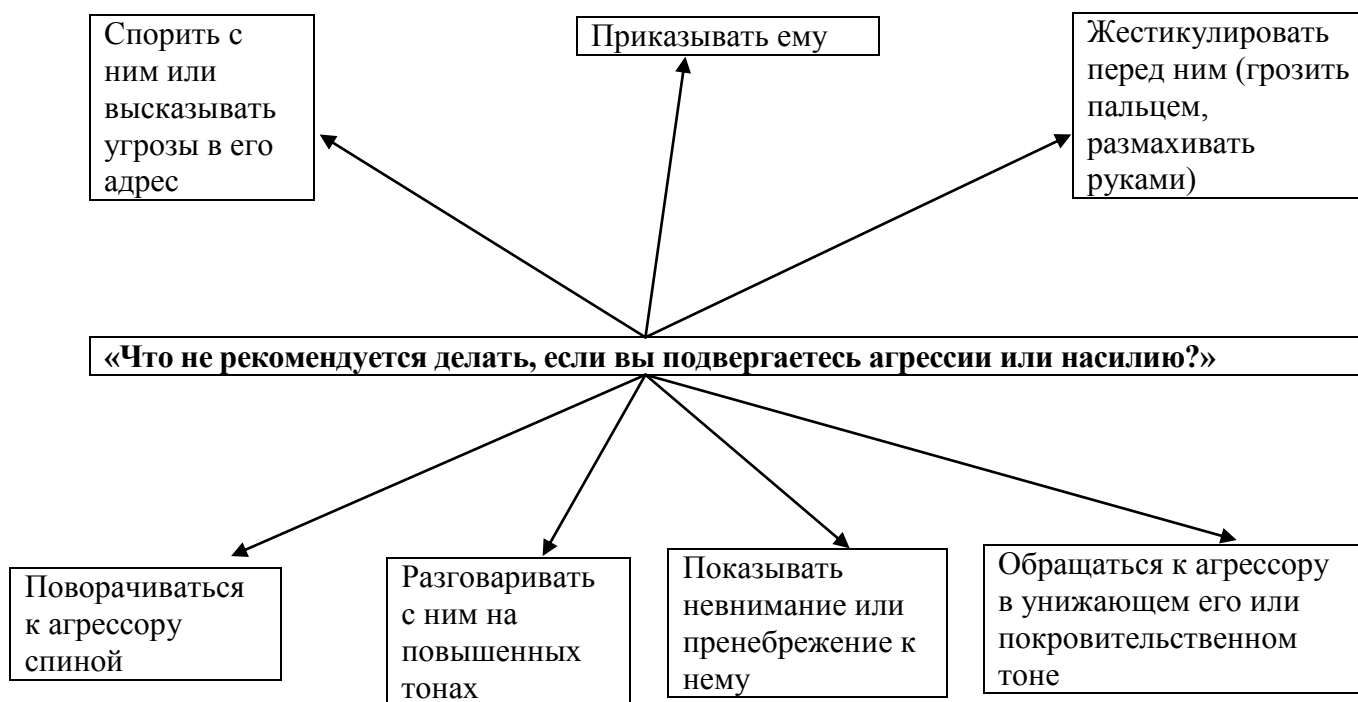 Спорить с
ним или
высказывать
угрозы в его
адрес
Приказывать ему
Жестикулировать
перед ним (грозить
пальцем,
размахивать
руками)
«Что не рекомендуется делать, если вы подвергаетесь агрессии или насилию?»
Поворачиваться
к агрессору
спиной
Разговаривать
с ним на
повышенных
тонах
Показывать
невнимание или
пренебрежение к
нему
Обращаться к агрессору
в унижающем его или
покровительственном
тоне